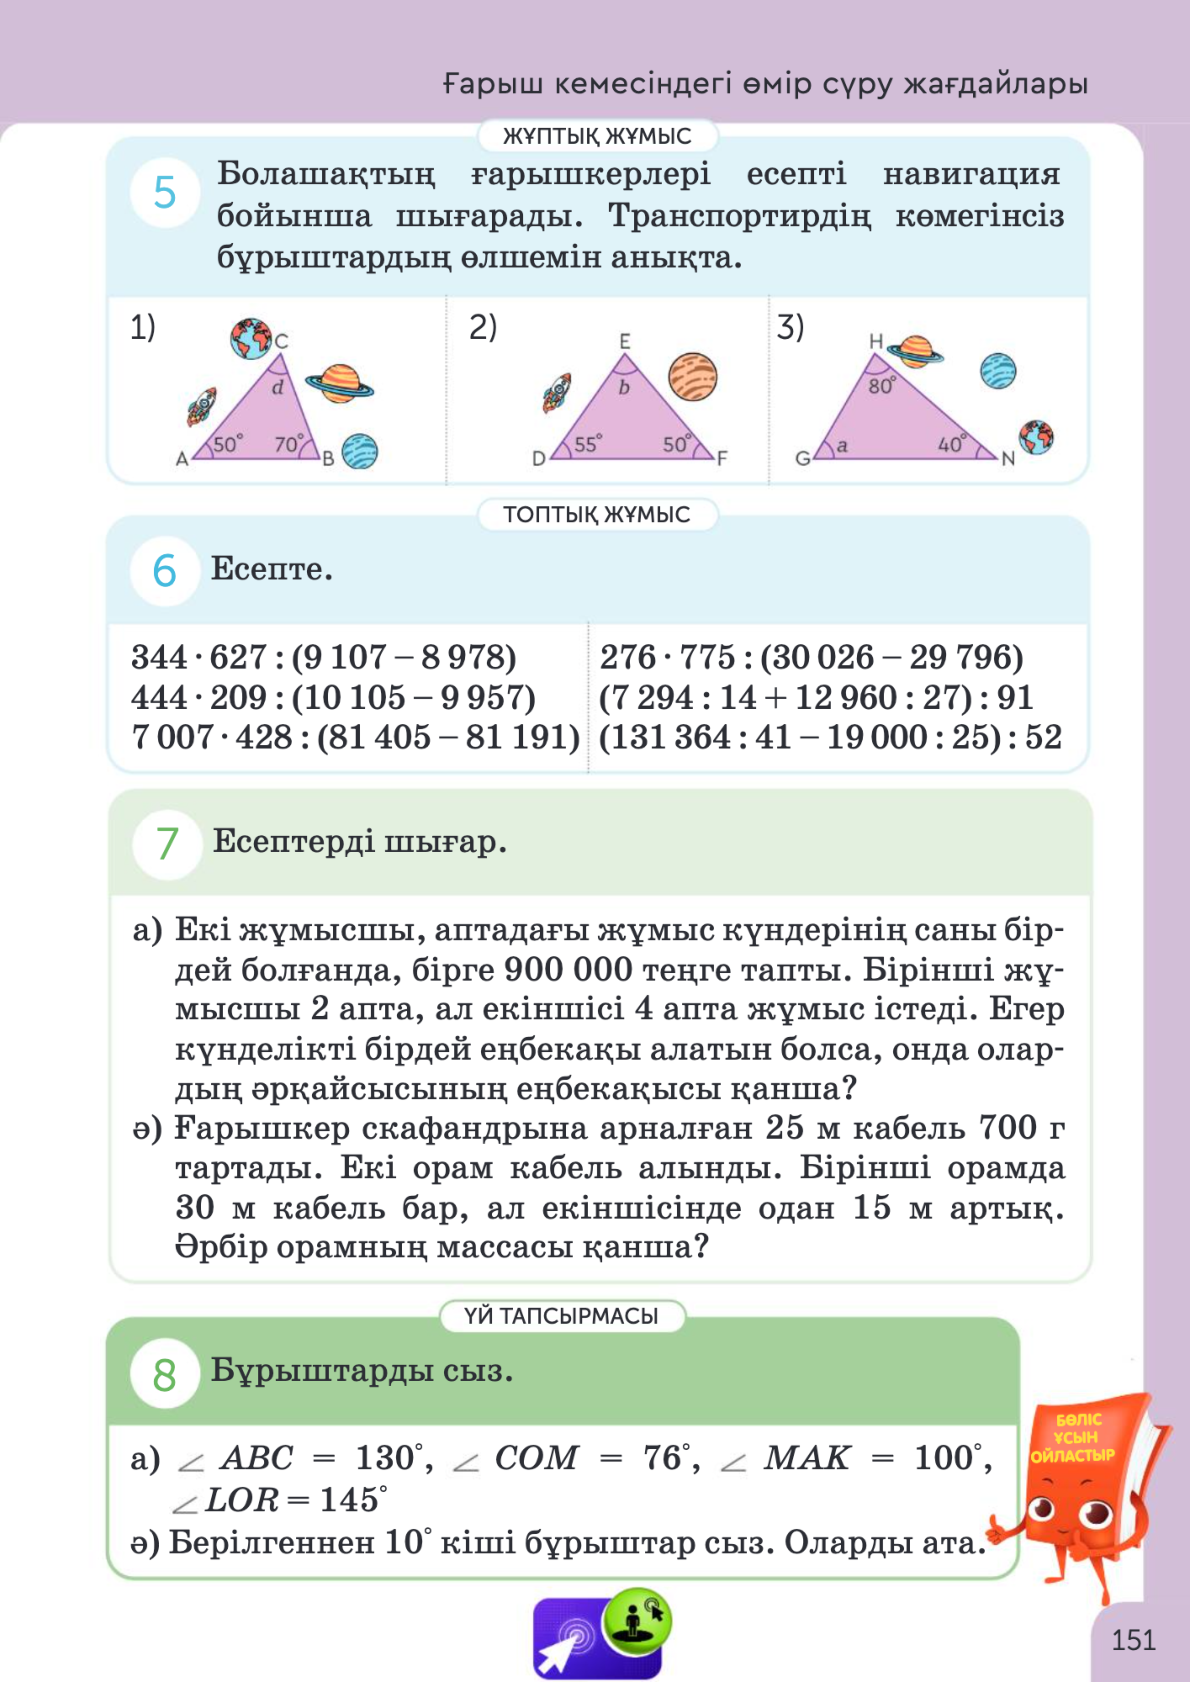 Ғарыш кемесіндегі өмір сүру жағдайлары
ЖҰПТЫҚ ЖҰМЫС
5
Болашақтың ғарышкерлері есепті навигация
бойынша шығарады. Транспортирдің көмегінсіз
бұрыштардың өлшемін анықта.
1)
C
d
50°
70°
A
B
2)
E
b
55°
50°
D
F
3)
H
80°
a
40°
G
N
ТОПТЫҚ ЖҰМЫС
6
Есепте.
344 · 627 : (9 107 – 8 978)
444 · 209 : (10 105 – 9 957)
7 007 · 428 : (81 405 – 81 191)
276 · 775 : (30 026 – 29 796)
(7 294 : 14 + 12 960 : 27) : 91
(131 364 : 41 – 19 000 : 25) : 52
7
Есептерді шығар.
а) Екі жұмысшы, аптадағы жұмыс күндерінің саны бір-
дей болғанда, бірге 900 000 теңге тапты. Бірінші жұ-
мысшы 2 апта, ал екіншісі 4 апта жұмыс істеді. Егер
күнделікті бірдей еңбекақы алатын болса, онда олар-
дың әрқайсысының еңбекақысы қанша?
ә) Ғарышкер скафандрына арналған 25 м кабель 700 г
тартады. Екі орам кабель алынды. Бірінші орамда
30 м кабель бар, ал екіншісінде одан 15 м артық.
Әрбір орамның массасы қанша?
ҮЙ ТАПСЫРМАСЫ
8
Бұрыштарды сыз.
а) ∠ ABC = 130°, ∠ COM = 76°, ∠ MAK = 100°,
∠ LOR = 145°
ә) Берілгеннен 10° кіші бұрыштар сыз. Оларды ата.
БӨЛІС
ҰСЫН
ОЙЛАСТЫР
151